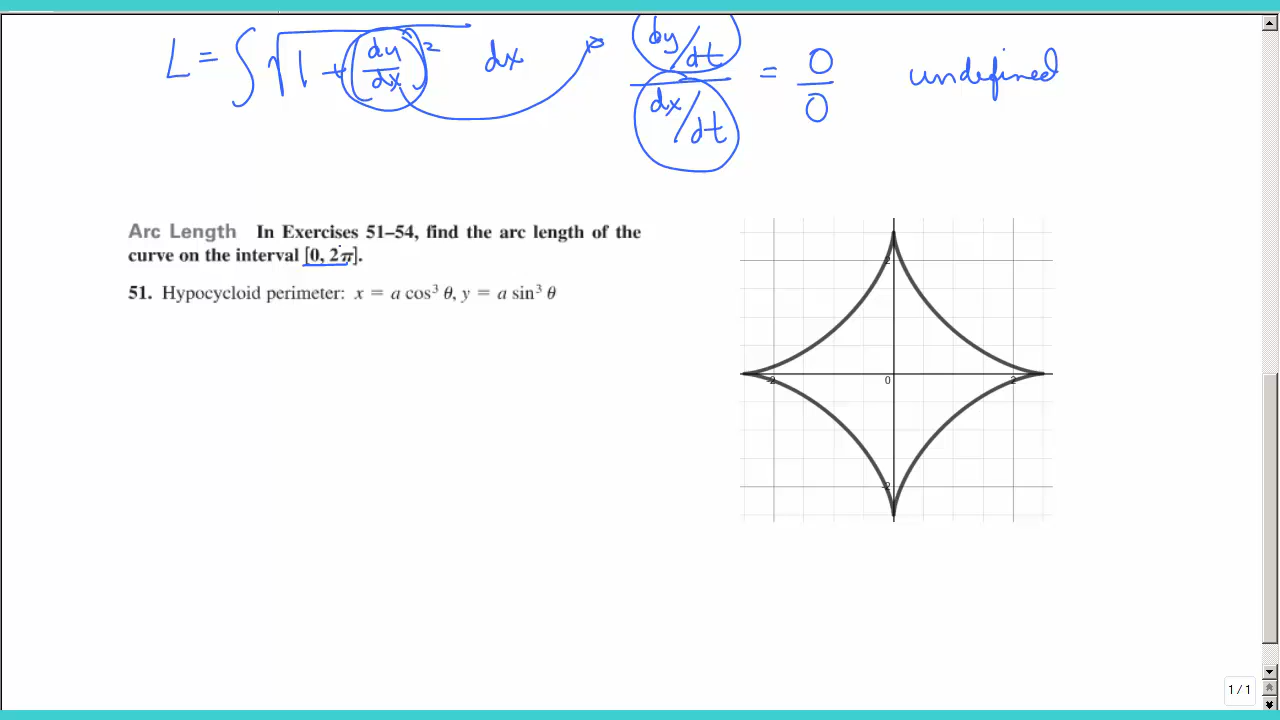 L = ∫ √1 + [dy/dx]² dx dy/dt / dx/dt = 0/0 undefined
Arc Length In Exercises 51–54, find the arc length of the
curve on the interval [0, 2π].
51. Hypocycloid perimeter: x = a cos³ θ, y = a sin³ θ
2
-2 0 2
-2
1 / 1